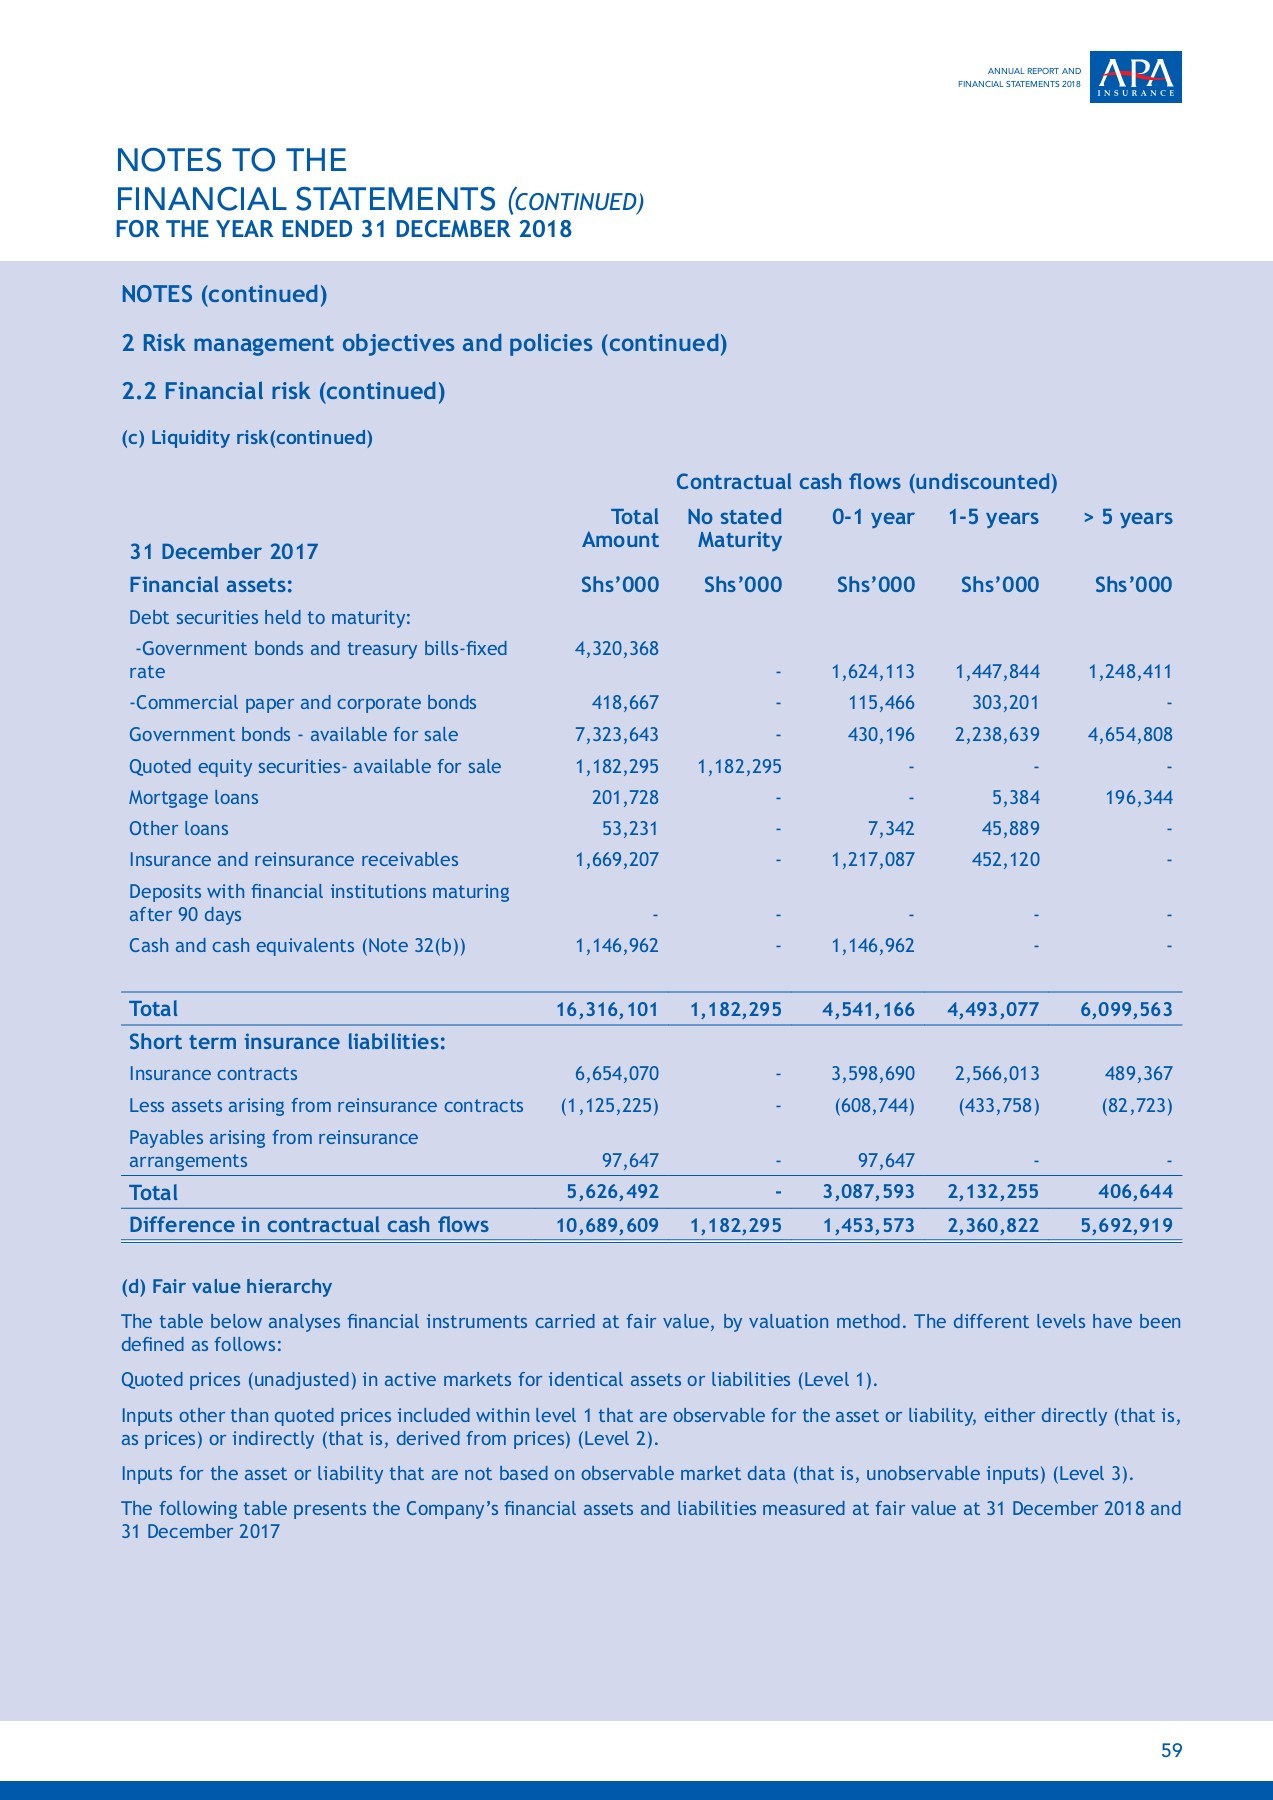 ANNUAL REPORT AND
FINANCIAL STATEMENTS 2018
APA
INSURANCE
NOTES TO THE
FINANCIAL STATEMENTS (CONTINUED)
FOR THE YEAR ENDED 31 DECEMBER 2018
NOTES (continued)
2 Risk management objectives and policies (continued)
2.2 Financial risk (continued)
(c) Liquidity risk(continued)
Contractual cash flows (undiscounted)
Total No stated 0-1 year 1-5 years > 5 years
Amount Maturity
31 December 2017
Financial assets: Shs’000 Shs’000 Shs’000 Shs’000 Shs’000
Debt securities held to maturity:
-Government bonds and treasury bills-fixed 4,320,368
rate - 1,624,113 1,447,844 1,248,411
-Commercial paper and corporate bonds 418,667 - 115,466 303,201 -
Government bonds - available for sale 7,323,643 - 430,196 2,238,639 4,654,808
Quoted equity securities- available for sale 1,182,295 1,182,295 - - -
Mortgage loans 201,728 - - 5,384 196,344
Other loans 53,231 - 7,342 45,889 -
Insurance and reinsurance receivables 1,669,207 - 1,217,087 452,120 -
Deposits with financial institutions maturing
after 90 days - - - - -
Cash and cash equivalents (Note 32(b)) 1,146,962 - 1,146,962 - -
Total 16,316,101 1,182,295 4,541,166 4,493,077 6,099,563
Short term insurance liabilities:
Insurance contracts 6,654,070 - 3,598,690 2,566,013 489,367
Less assets arising from reinsurance contracts (1,125,225) - (608,744) (433,758) (82,723)
Payables arising from reinsurance
arrangements 97,647 - 97,647 - -
Total 5,626,492 - 3,087,593 2,132,255 406,644
Difference in contractual cash flows 10,689,609 1,182,295 1,453,573 2,360,822 5,692,919
(d) Fair value hierarchy
The table below analyses financial instruments carried at fair value, by valuation method. The different levels have been
defined as follows:
Quoted prices (unadjusted) in active markets for identical assets or liabilities (Level 1).
Inputs other than quoted prices included within level 1 that are observable for the asset or liability, either directly (that is,
as prices) or indirectly (that is, derived from prices) (Level 2).
Inputs for the asset or liability that are not based on observable market data (that is, unobservable inputs) (Level 3).
The following table presents the Company’s financial assets and liabilities measured at fair value at 31 December 2018 and
31 December 2017
59